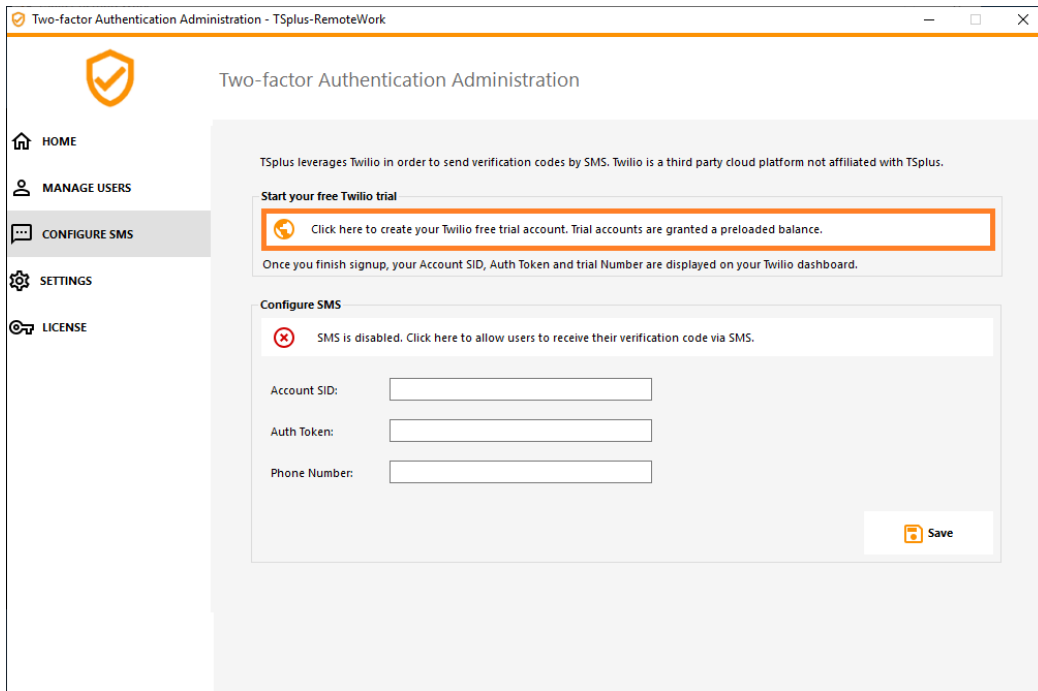 Two-factor Authentication Administration - TSplus-RemoteWork
Two-factor Authentication Administration
HOME
MANAGE USERS
CONFIGURE SMS
SETTINGS
LICENSE
TSplus leverages Twilio in order to send verification codes by SMS. Twilio is a third party cloud platform not affiliated with TSplus.
Start your free Twilio trial
Click here to create your Twilio free trial account. Trial accounts are granted a preloaded balance.
Once you finish signup, your Account SID, Auth Token and trial Number are displayed on your Twilio dashboard.
Configure SMS
SMS is disabled. Click here to allow users to receive their verification code via SMS.
Account SID:
Auth Token:
Phone Number:
Save